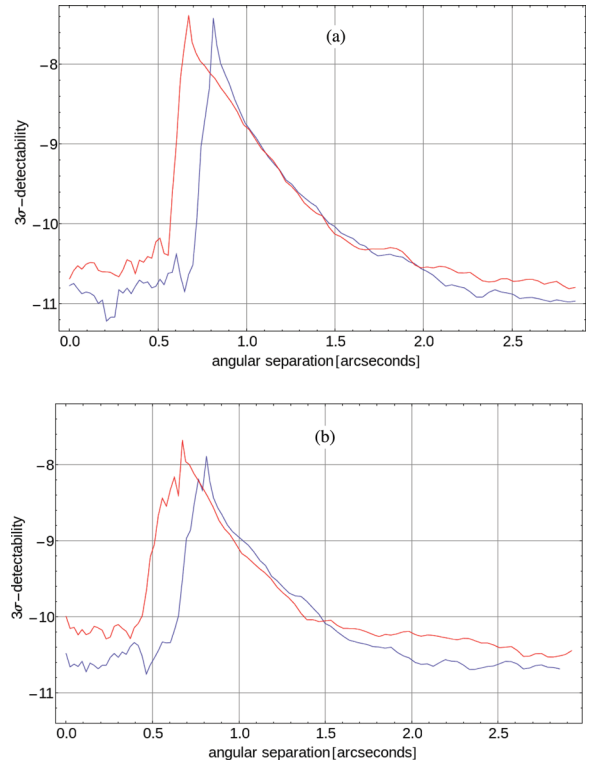 (a)
−8
−9
−10
−11
3σ−detectability
0.0 0.5 1.0 1.5 2.0 2.5
angular separation[arcseconds]
(b)
−8
−9
−10
−11
3σ−detectability
0.0 0.5 1.0 1.5 2.0 2.5
angular separation[arcseconds]